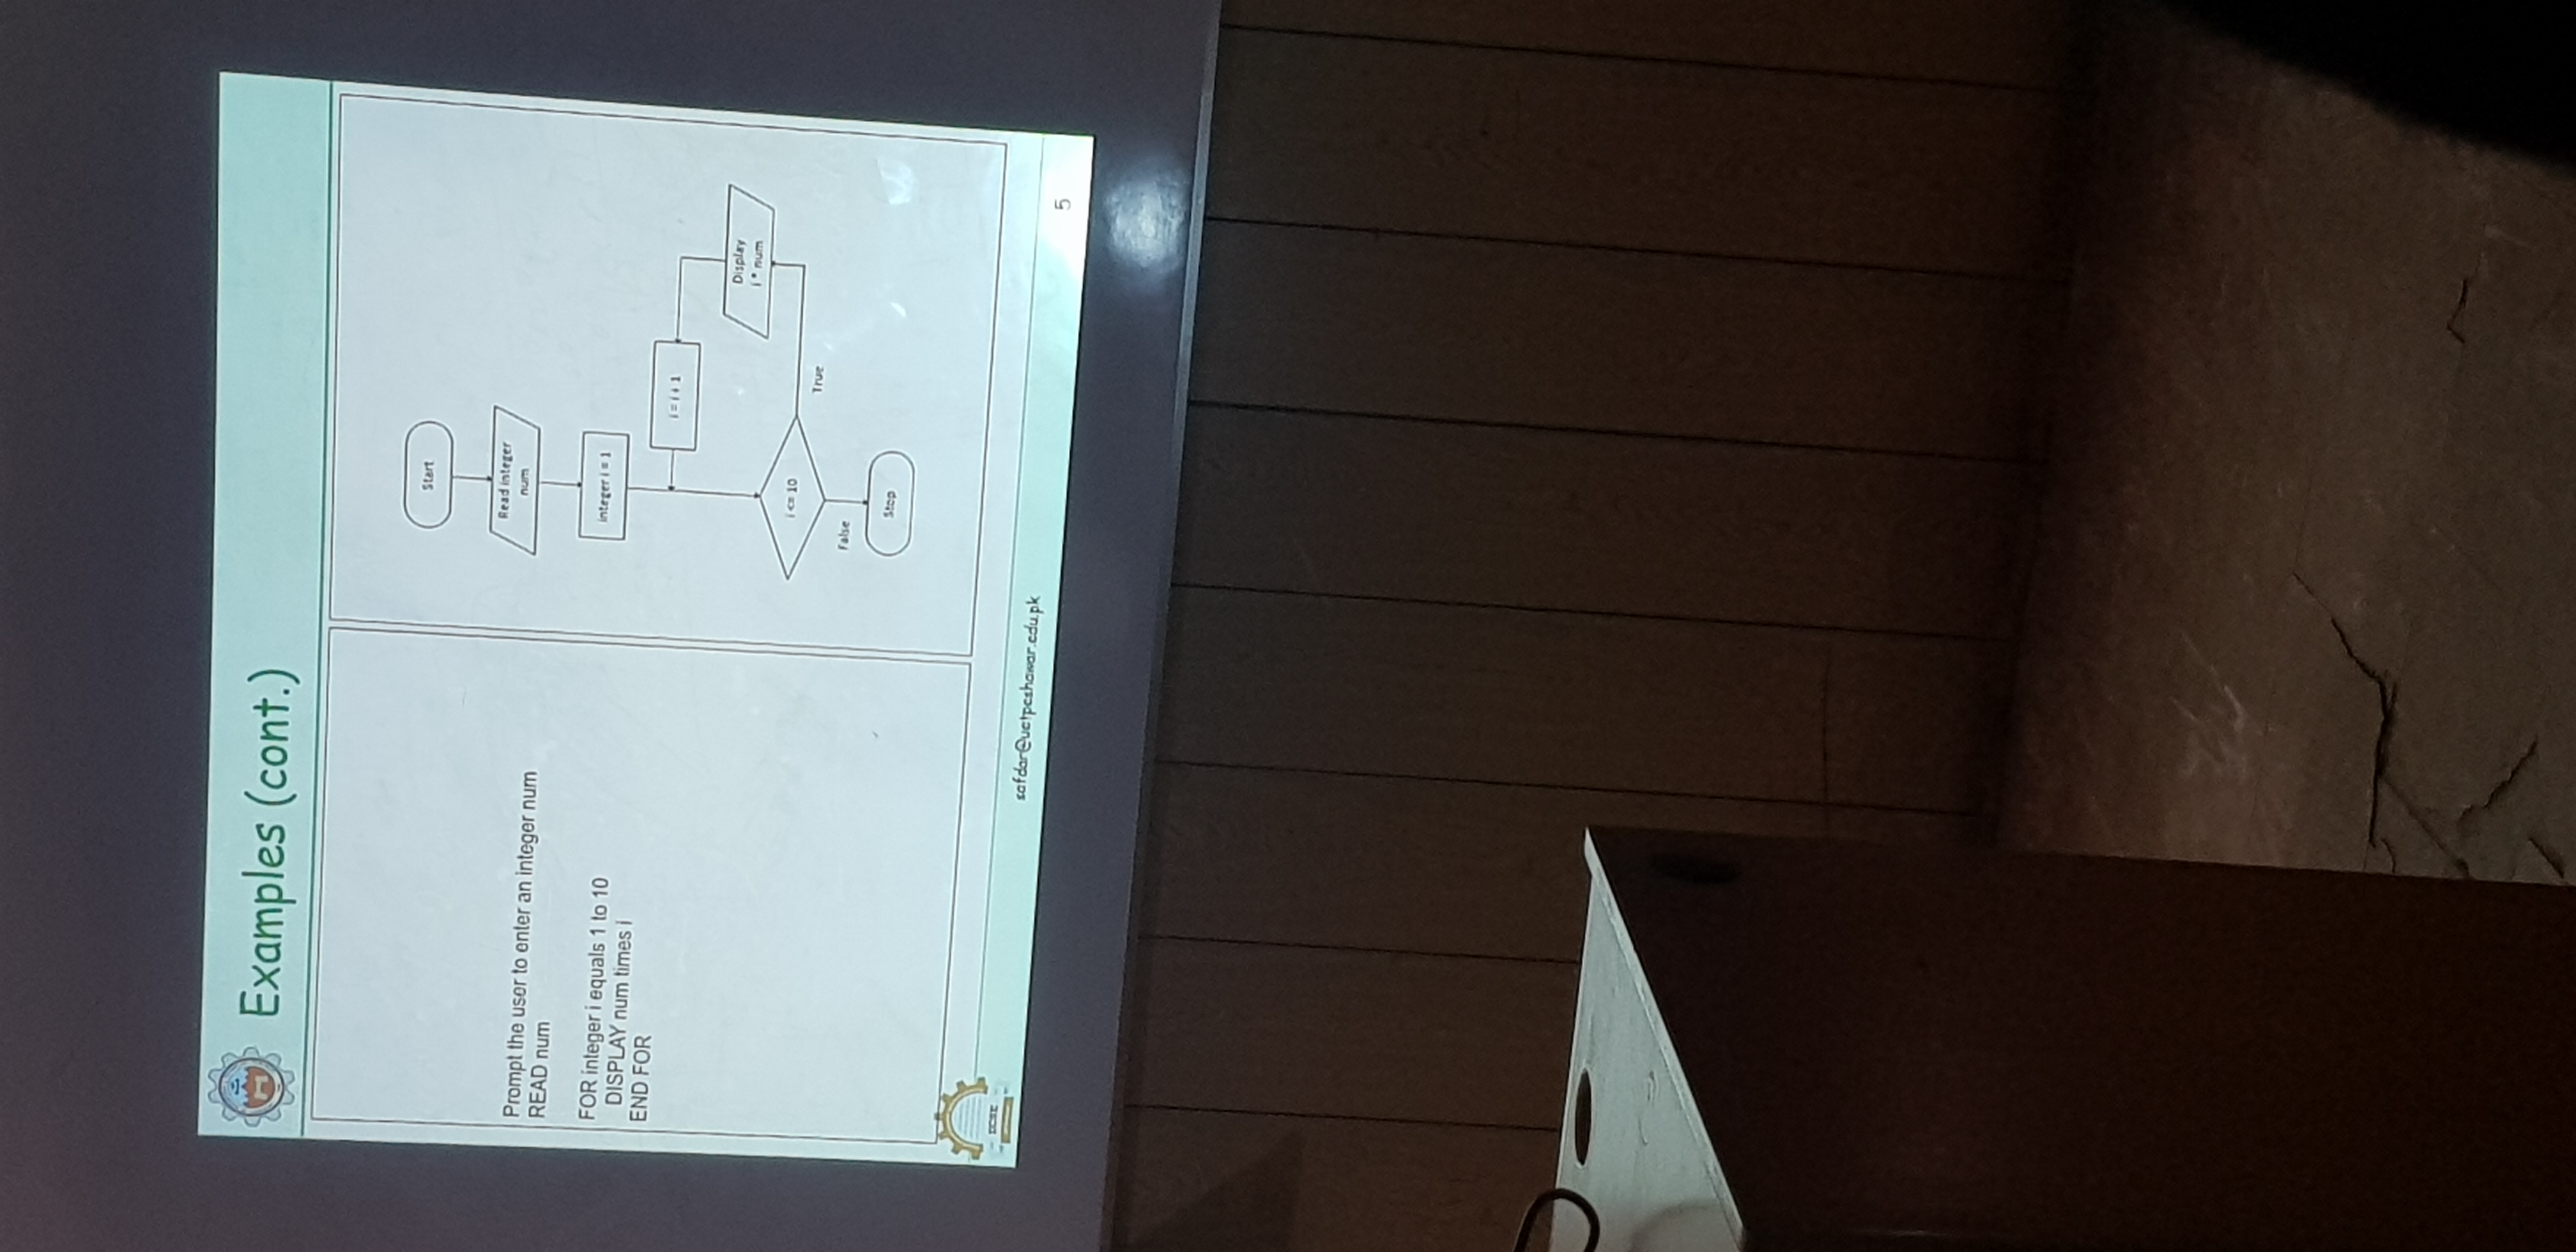 Examples (cont.)
Prompt the user to enter an integer num
READ num
FOR integer i equals 1 to 10
DISPLAY num times i
END FOR
Start
Read integer
num
integer i = 1
i = i + 1
Display
i * num
i <= 10
True
False
Stop
safdar@uetpeshawar.edu.pk
5